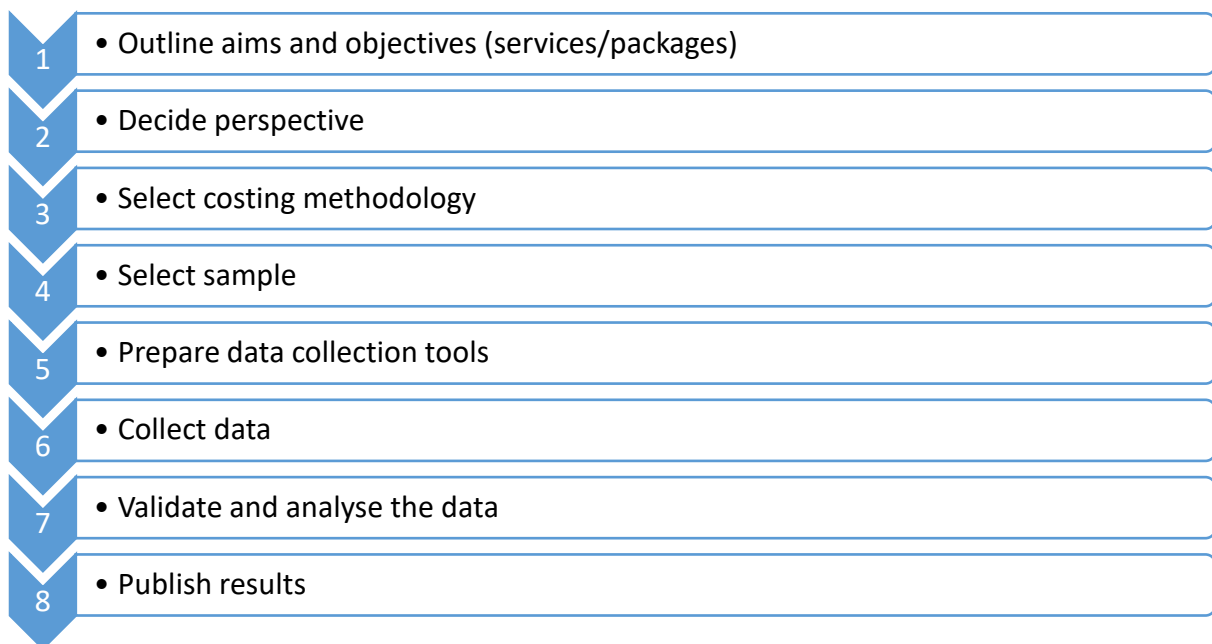 1 • Outline aims and objectives (services/packages)
2 • Decide perspective
3 • Select costing methodology
4 • Select sample
5 • Prepare data collection tools
6 • Collect data
7 • Validate and analyse the data
8 • Publish results